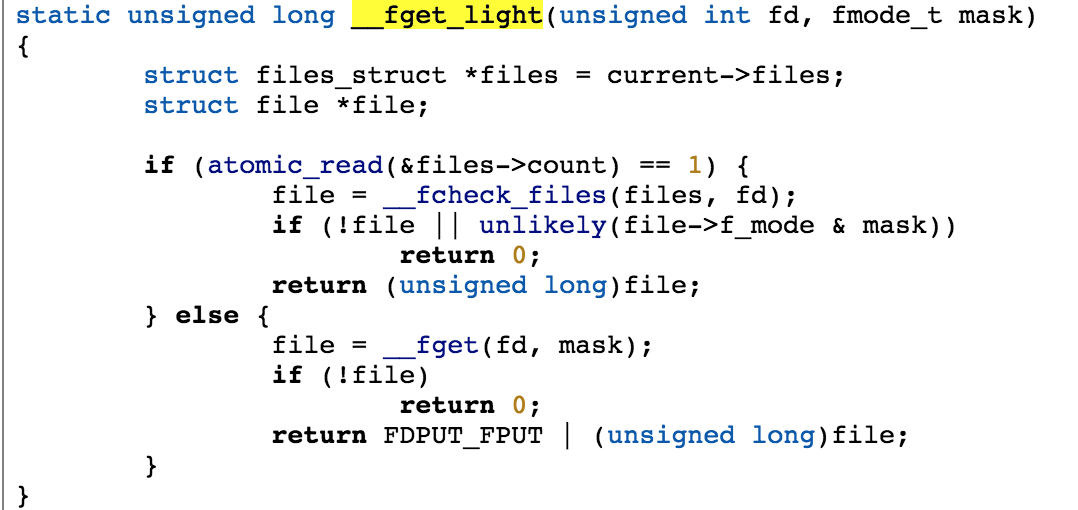 static unsigned long __fget_light(unsigned int fd, fmode_t mask)
{
        struct files_struct *files = current->files;
        struct file *file;

        if (atomic_read(&files->count) == 1) {
                file = __fcheck_files(files, fd);
                if (!file || unlikely(file->f_mode & mask))
                        return 0;
                return (unsigned long)file;
        } else {
                file = __fget(fd, mask);
                if (!file)
                        return 0;
                return FDPUT_FPUT | (unsigned long)file;
        }
}